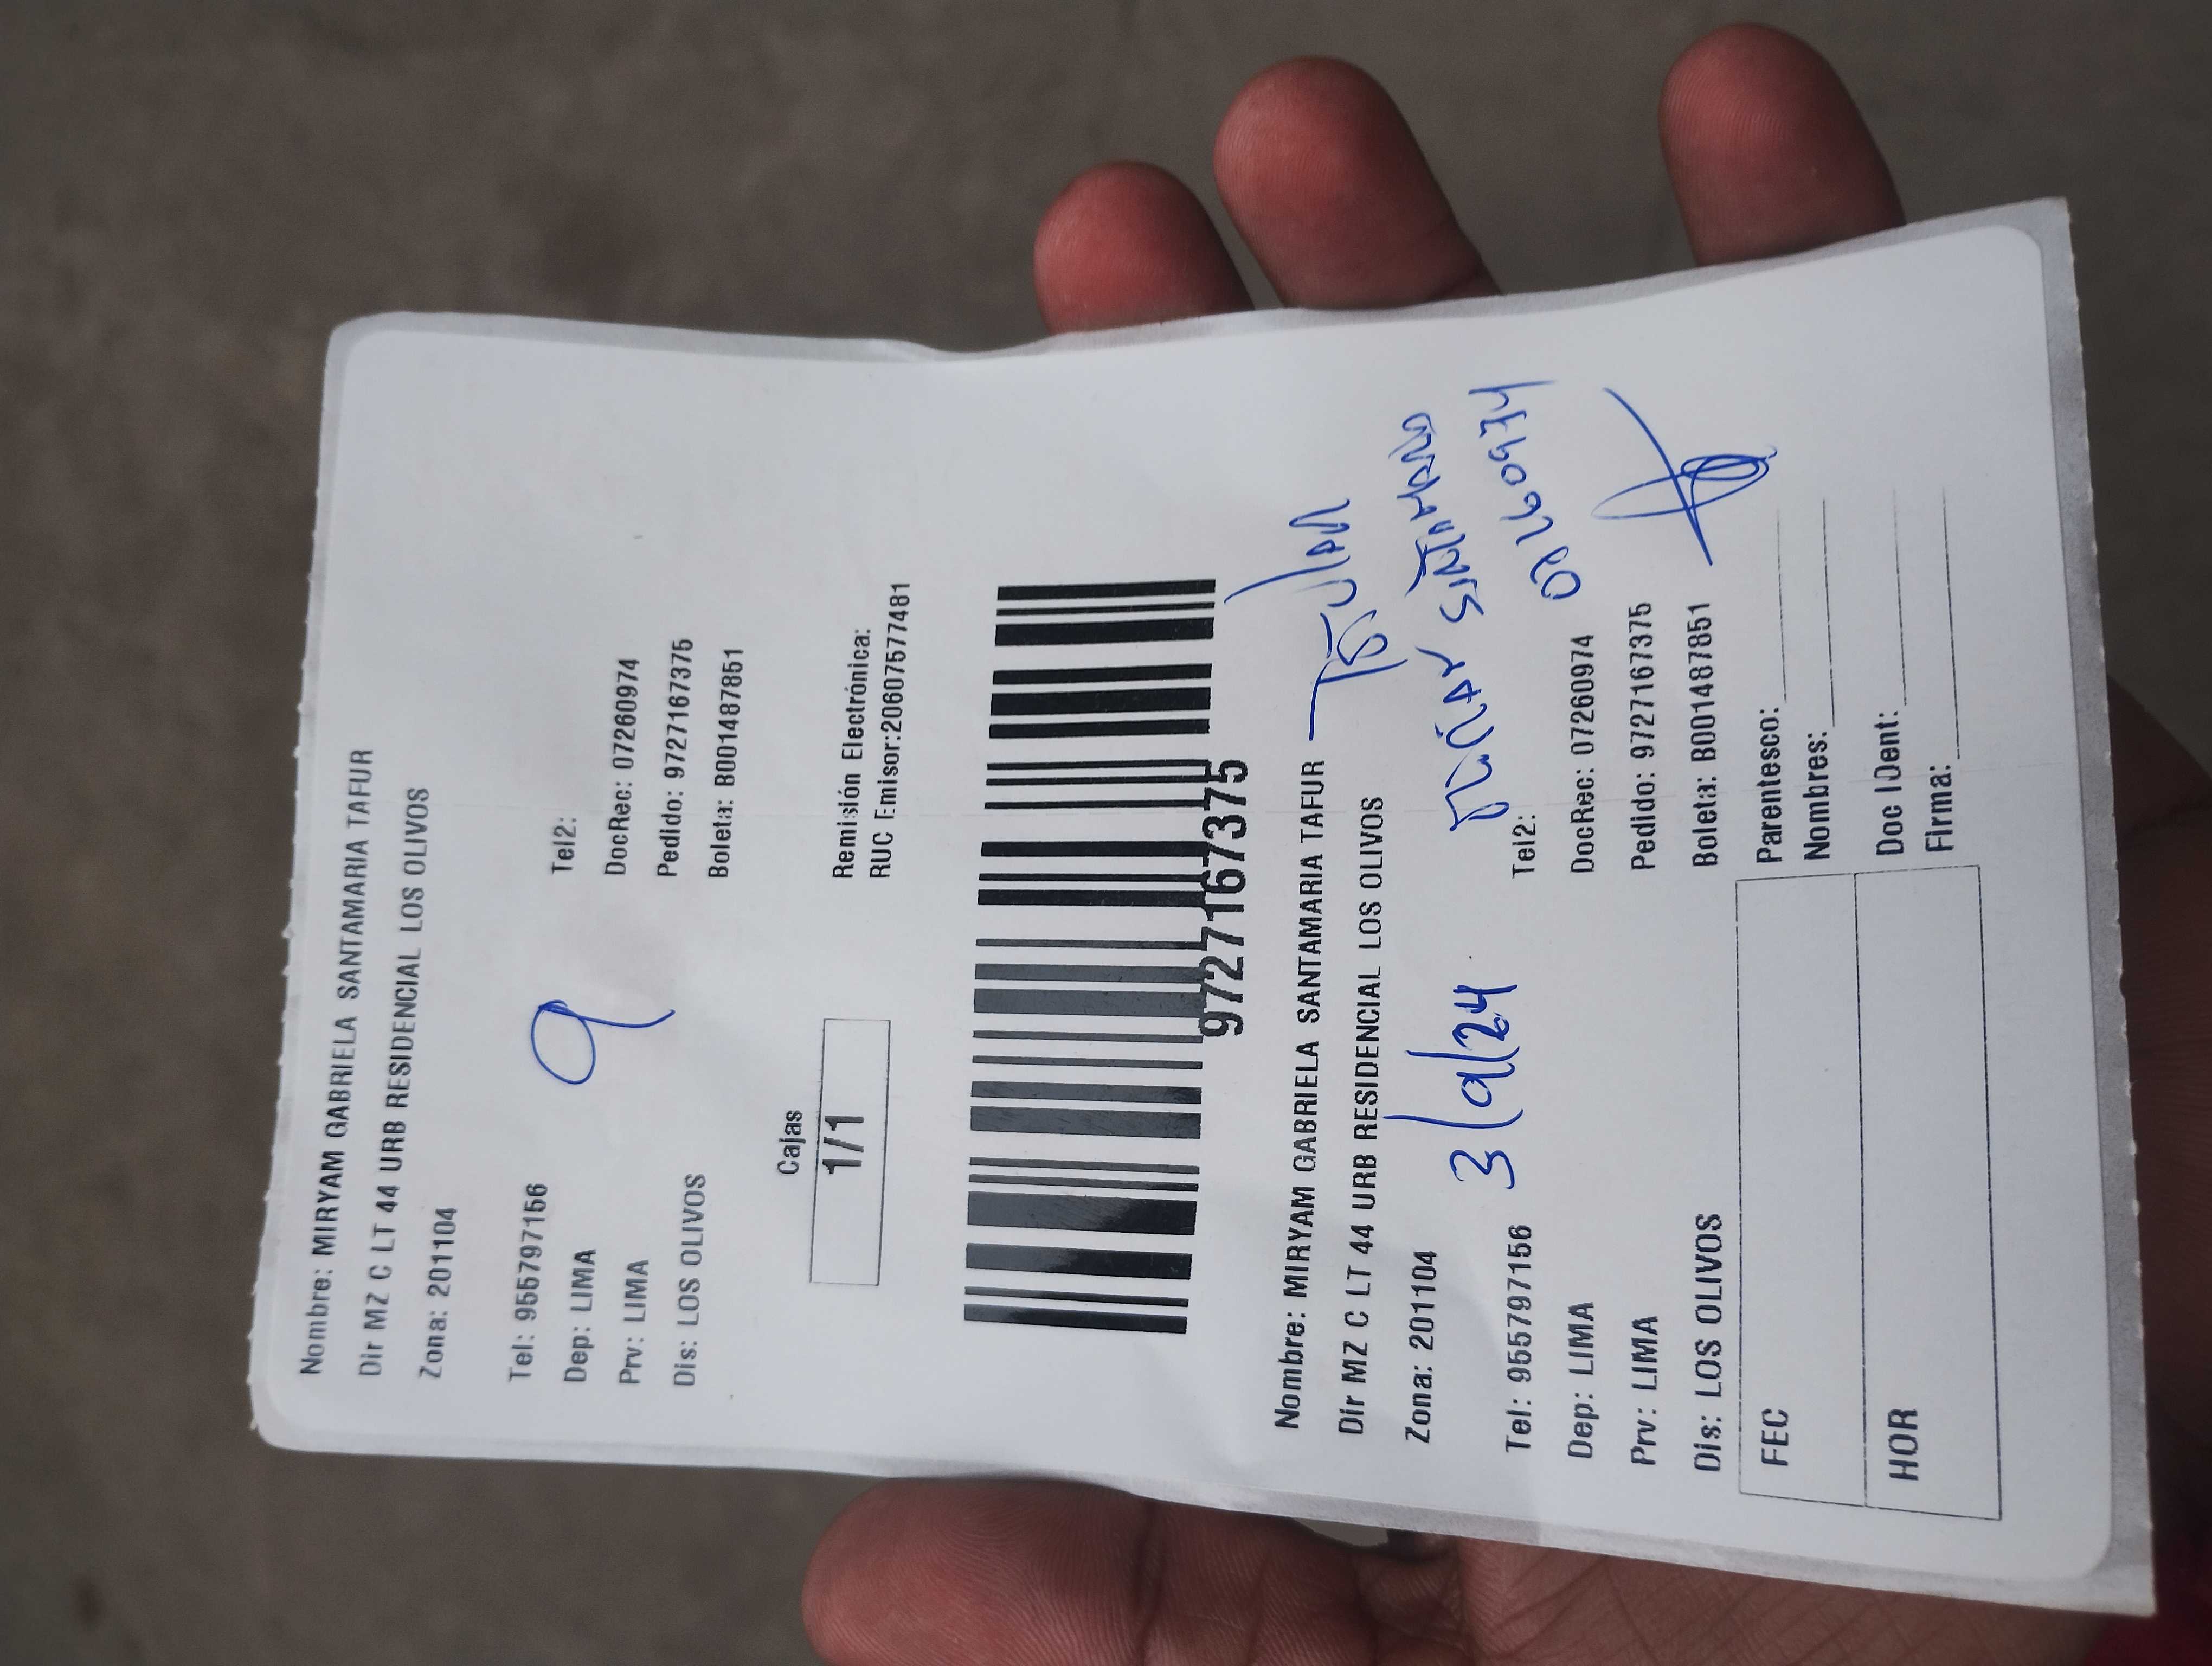 Nombre: MIRYAM GABRIELA SANTAMARIA TAFUR
Dir MZ C LT 44 URB RESIDENCIAL LOS OLIVOS
Zona: 201104
Tel: 955797156
Tel2:
Dep: LIMA
DocRec: 07260974
Prv: LIMA
Pedido: 9727167375
Dis: LOS OLIVOS
Boleta: B001487851
9
Cajas
1/1
Remisión Electrónica:
RUC Emisor:20607577481
9727167375
Nombre: MIRYAM GABRIELA SANTAMARIA TAFUR
Dir MZ C LT 44 URB RESIDENCIAL LOS OLIVOS
Zona: 201104
3/9/24
07260974
Tel: 955797156
Tel2:
Dep: LIMA
DocRec: 07260974
Prv: LIMA
Pedido: 9727167375
Dis: LOS OLIVOS
Boleta: B001487851
FEC
Parentesco:
Nombres:
HOR
Doc IDent:
Firma: